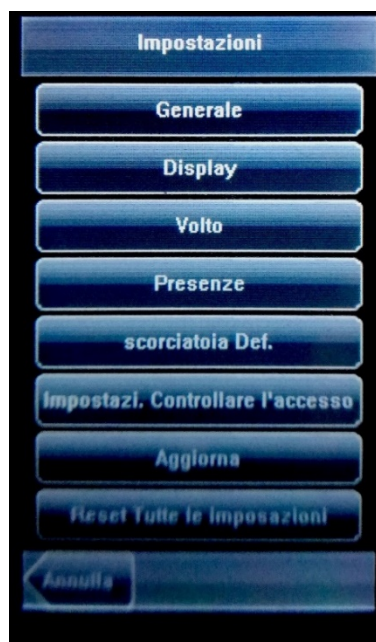 Impostazioni
Generale
Display
Volto
Presenze
scorciatoia Def.
Impostazi. Controllare l'accesso
Aggiorna
Reset Tutte le Imposazioni
Annulla